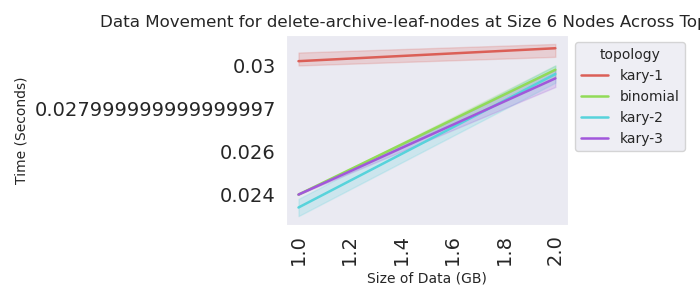 Data Movement for delete-archive-leaf-nodes at Size 6 Nodes Across
Time (Seconds)
0.03
0.027999999999999997
0.026
0.024
1.0
1.2
1.4
1.6
1.8
2.0
Size of Data (GB)
topology
kary-1
binomial
kary-2
kary-3